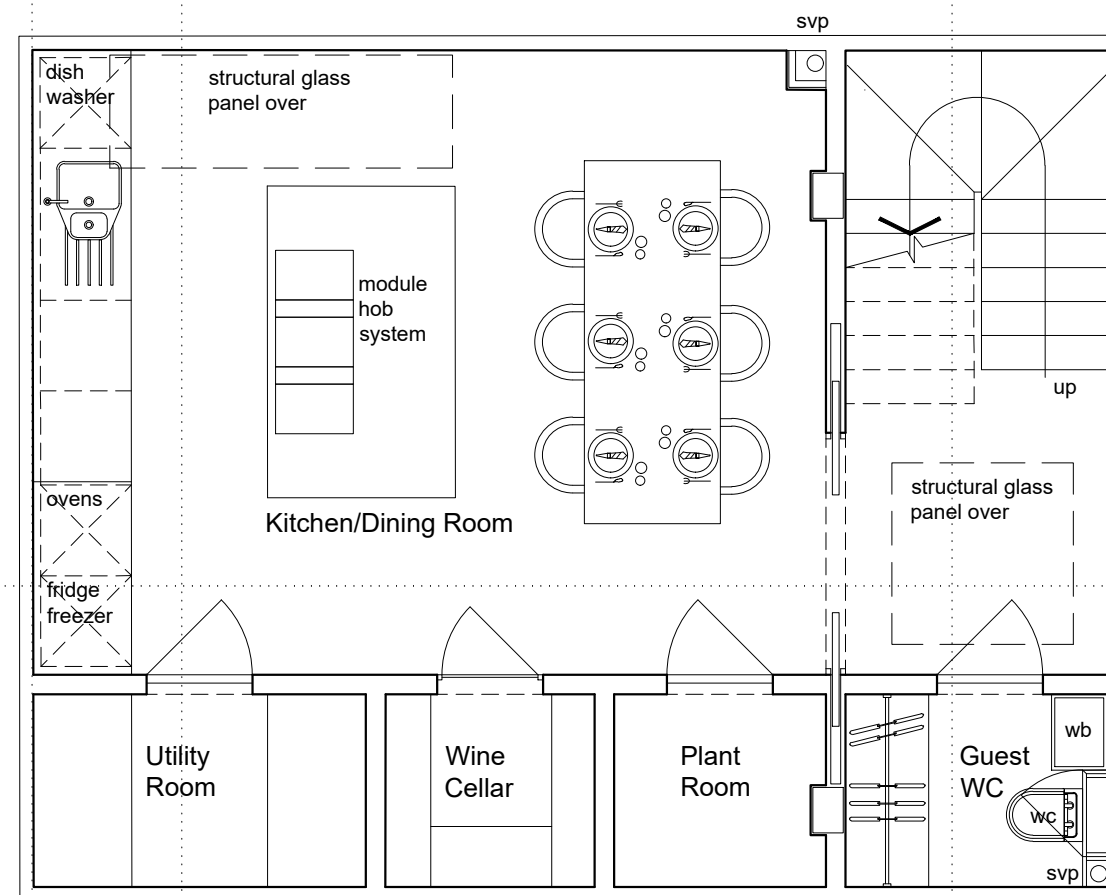 svp
dish
washer
structural glass
panel over
module
hob
system
up
ovens
structural glass
panel over
Kitchen/Dining Room
fridge
freezer
Utility
Room
Wine
Cellar
Plant
Room
Guest
WC
wb
wc
svp